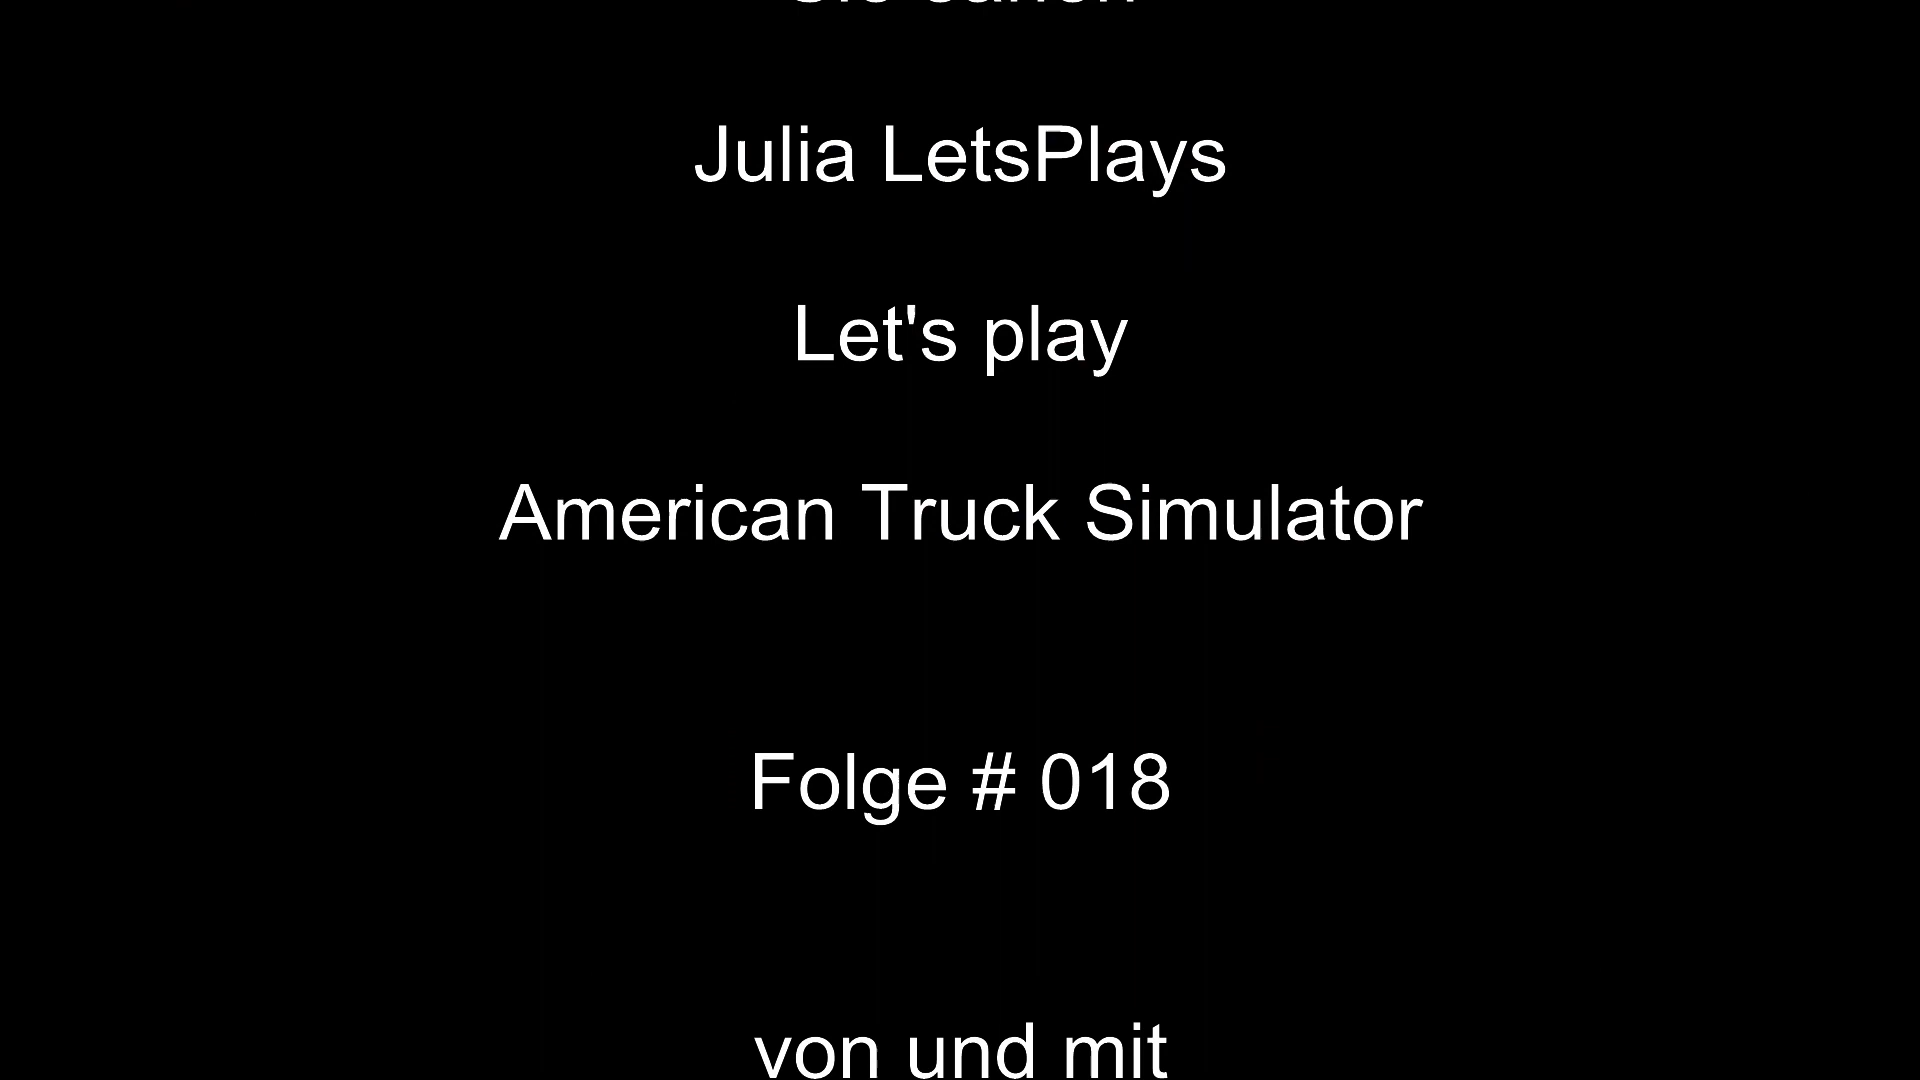 Julia LetsPlays
Let's play
American Truck Simulator
Folge # 018
von und mit